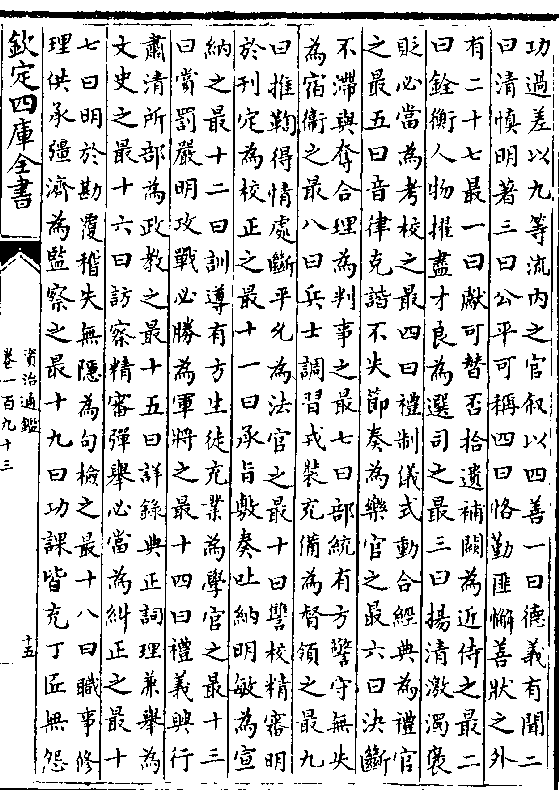 功過差以九等流内之官叙以四善一曰德義有聞二
曰清慎明著三曰公平可稱四曰恪勤匪懈善狀之外
有二十七最一曰獻可替否拾遺補闕為近侍之最二
曰銓衡人物擢盡才良為選司之最三曰揚清激濁襃
貶必當為考校之最四曰禮制儀式動合經典為禮官
之最五曰音律克諧不失節奏為樂官之最六曰決斷
不滯與奪合理為判事之最七曰部統有方警守無失
為宿衛之最八曰兵士調習戎裝充備為督領之最九
曰推鞫得情處斷平允為法官之最十曰讐校精審明
於刊定為校正之最十一曰承旨敷奏吐納明敏為宣
納之最十二曰訓導有方生徒充業為學官之最十三
曰賞罰嚴明攻戰必勝為軍將之最十四曰禮義興行
肅清所部為政教之最十五曰詳錄典正詞理兼舉為
文史之最十六曰訪察精審彈舉必當為糾正之最十
七曰明於勘覆稽失無隱為句檢之最十八曰職事修
理供承彊濟為監察之最十九曰功課皆充丁匠無怨
欽定四庫全書
資治通鑑
卷一百九十三
十五